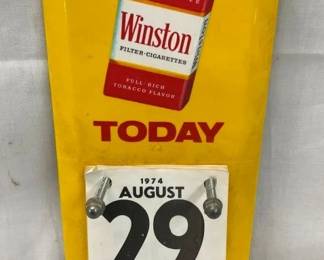 Winston
FILTER-CIGARETTES
FULL·RICH
TOBACCO FLAVOR
TODAY
1974
AUGUST
29